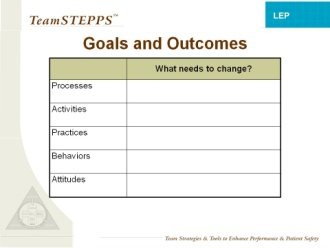 TeamSTEPPS™
LEP
Goals and Outcomes
What needs to change?
Processes
Activities
Practices
Behaviors
Attitudes
Team Strategies & Tools to Enhance Performance & Patient Safety